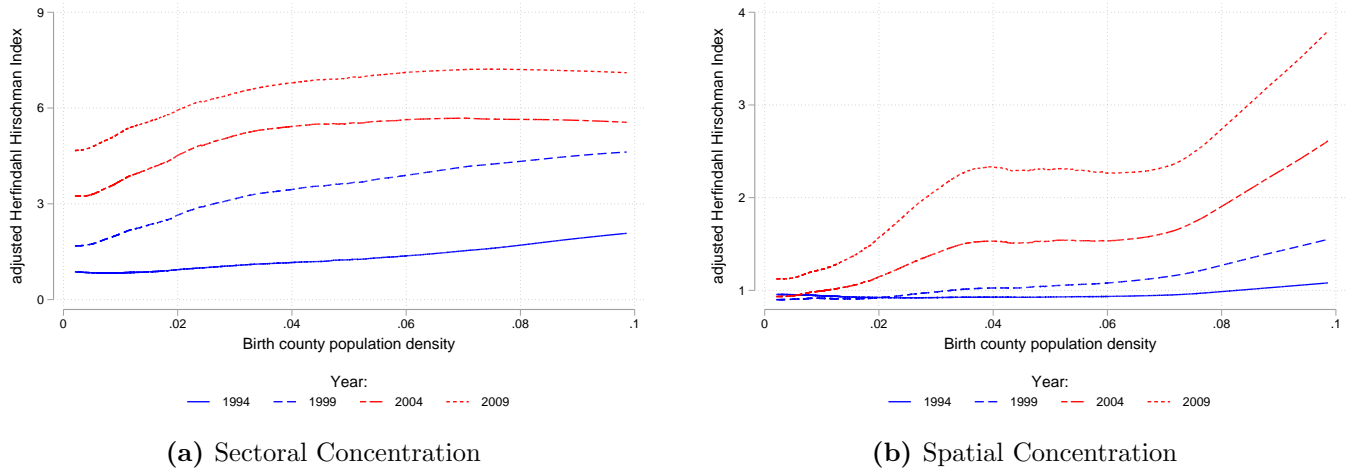 adjusted Herfindahl Hirschman Index
9
6
3
0
0 .02 .04 .06 .08 .1
Birth county population density
Year:
1994 1999 2004 2009
(a) Sectoral Concentration
adjusted Herfindahl Hirschman Index
4
4
2
1
0 .02 .04 .06 .08 .1
Birth county population density
Year:
1994 1999 2004 2009
(b) Spatial Concentration